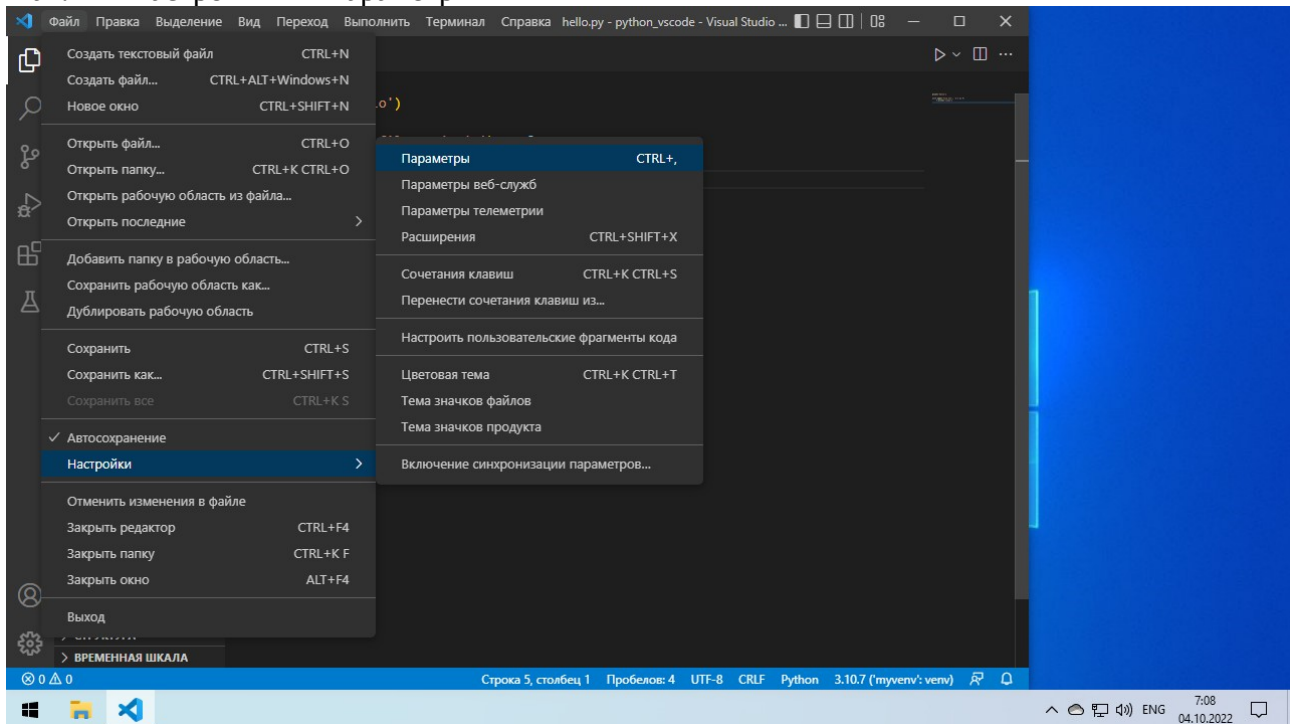 Файл Правка Выделение Вид Переход Выполнить Терминал Справка hello.py - python_vscode - Visual Studio ...
Создать текстовый файл CTRL+N
Создать файл... CTRL+ALT+Windows+N
Новое окно CTRL+SHIFT+N
.o')
Открыть файл... CTRL+O
Открыть папку... CTRL+K CTRL+O
Открыть рабочую область из файла...
Открыть последние
Добавить папку в рабочую область...
Сохранить рабочую область как...
Дублировать рабочую область
Сохранить CTRL+S
Сохранить как... CTRL+SHIFT+S
Сохранить все CTRL+K S
Автосохранение
Настройки
Отменить изменения в файле
Закрыть редактор CTRL+F4
Закрыть папку CTRL+K F
Закрыть окно ALT+F4
Выход
Параметры CTRL+,
Параметры веб-служб
Параметры телеметрии
Расширения CTRL+SHIFT+X
Сочетания клавиш CTRL+K CTRL+S
Перенести сочетания клавиш из...
Настроить пользовательские фрагменты кода
Цветовая тема CTRL+K CTRL+T
Тема значков файлов
Тема значков продукта
Включение синхронизации параметров...
ВРЕМЕННАЯ ШКАЛА
0 0 Строка 5, столбец 1 Пробелов: 4 UTF-8 CRLF Python 3.10.7 ('myvenv': venv)
ENG 7:08
04.10.2022